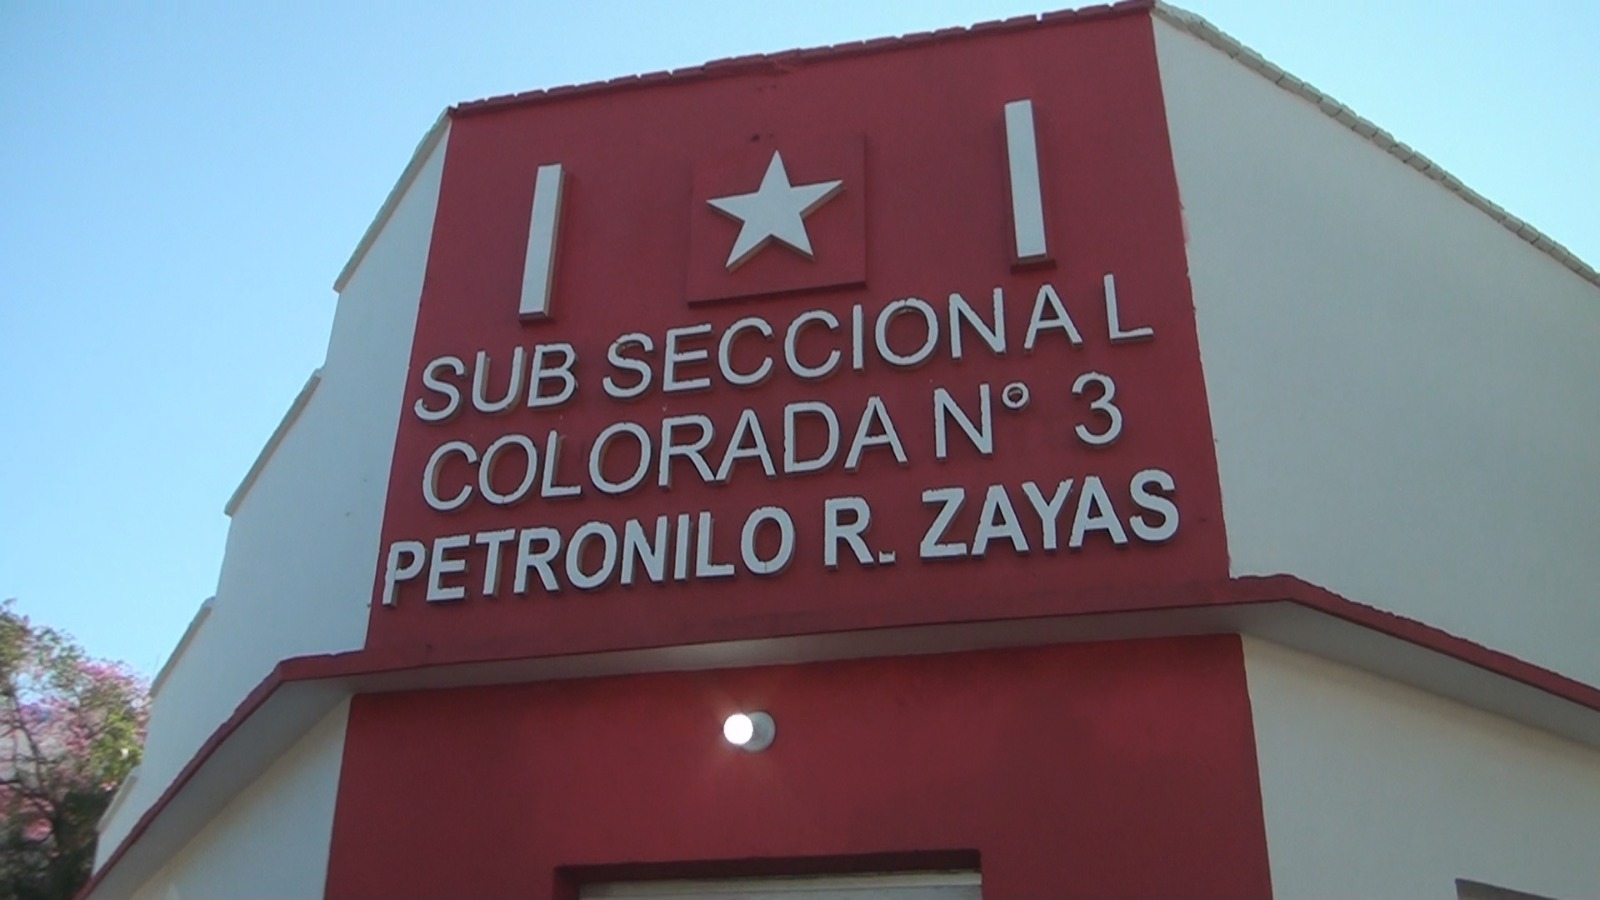 SUB SECCIONAL
COLORADA N° 3
PETRONILO R. ZAYAS